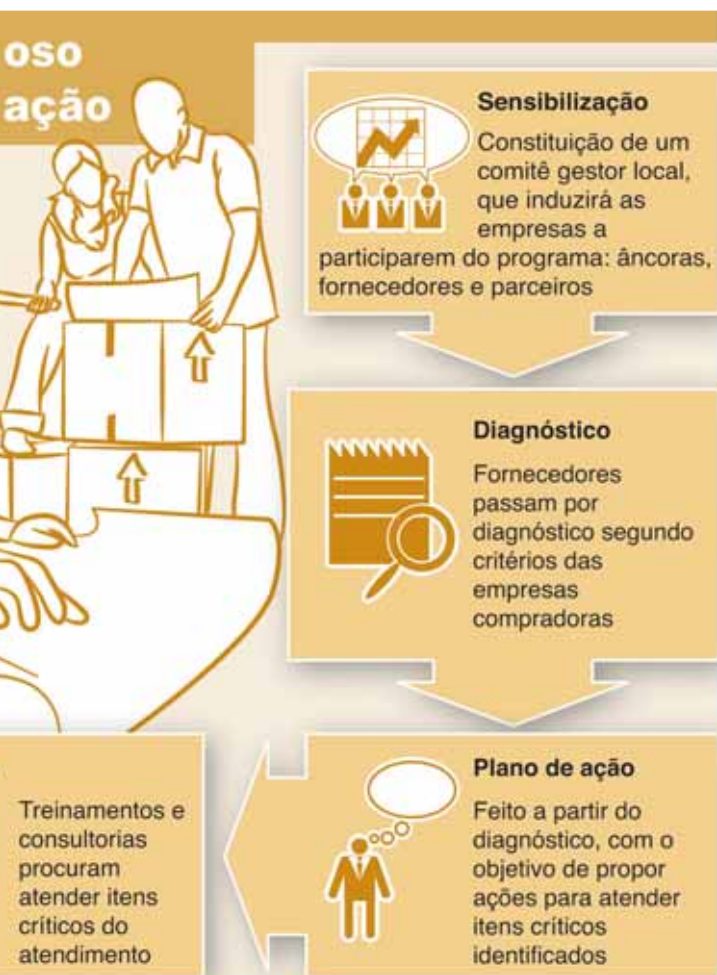 oso
ação
Sensibilização
Constituição de um
comitê gestor local,
que induzirá as
empresas a
participarem do programa: âncoras,
fornecedores e parceiros
Diagnóstico
Fornecedores
passam por
diagnóstico segundo
critérios das
empresas
compradoras
Plano de ação
Feito a partir do
diagnóstico, com o
objetivo de propor
ações para atender
itens críticos
identificados
Treinamentos e
consultorias
procuram
atender itens
críticos do
atendimento